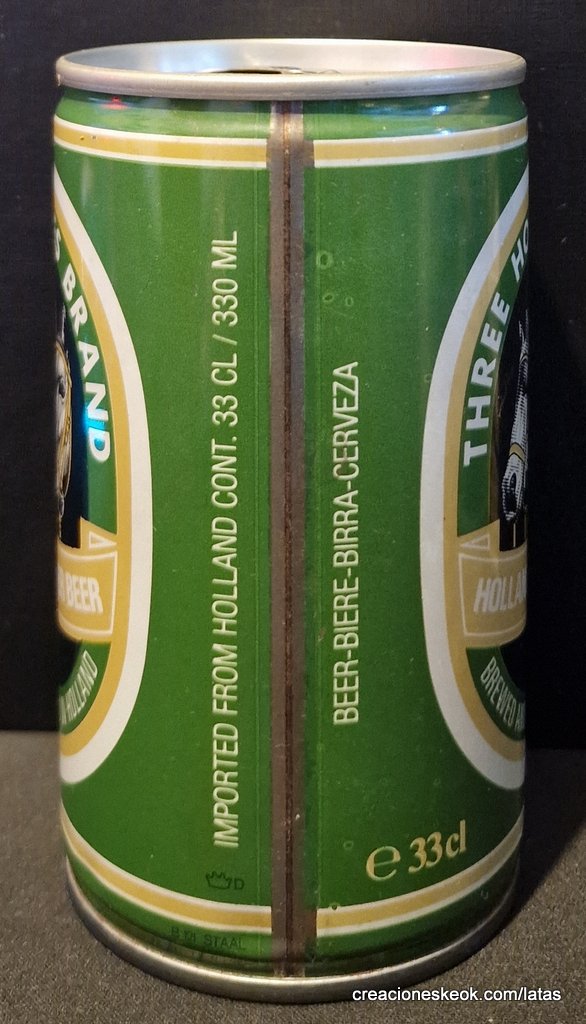 S BRAND
BEER
HOLLAND
IMPORTED FROM HOLLAND CONT. 33 CL / 330 ML
BEER-BIERE-BIRRA-CERVEZA
THREE HO
HOLLA
BREWED
e 33cl
D
STAAL
creacioneskeok.com/latas